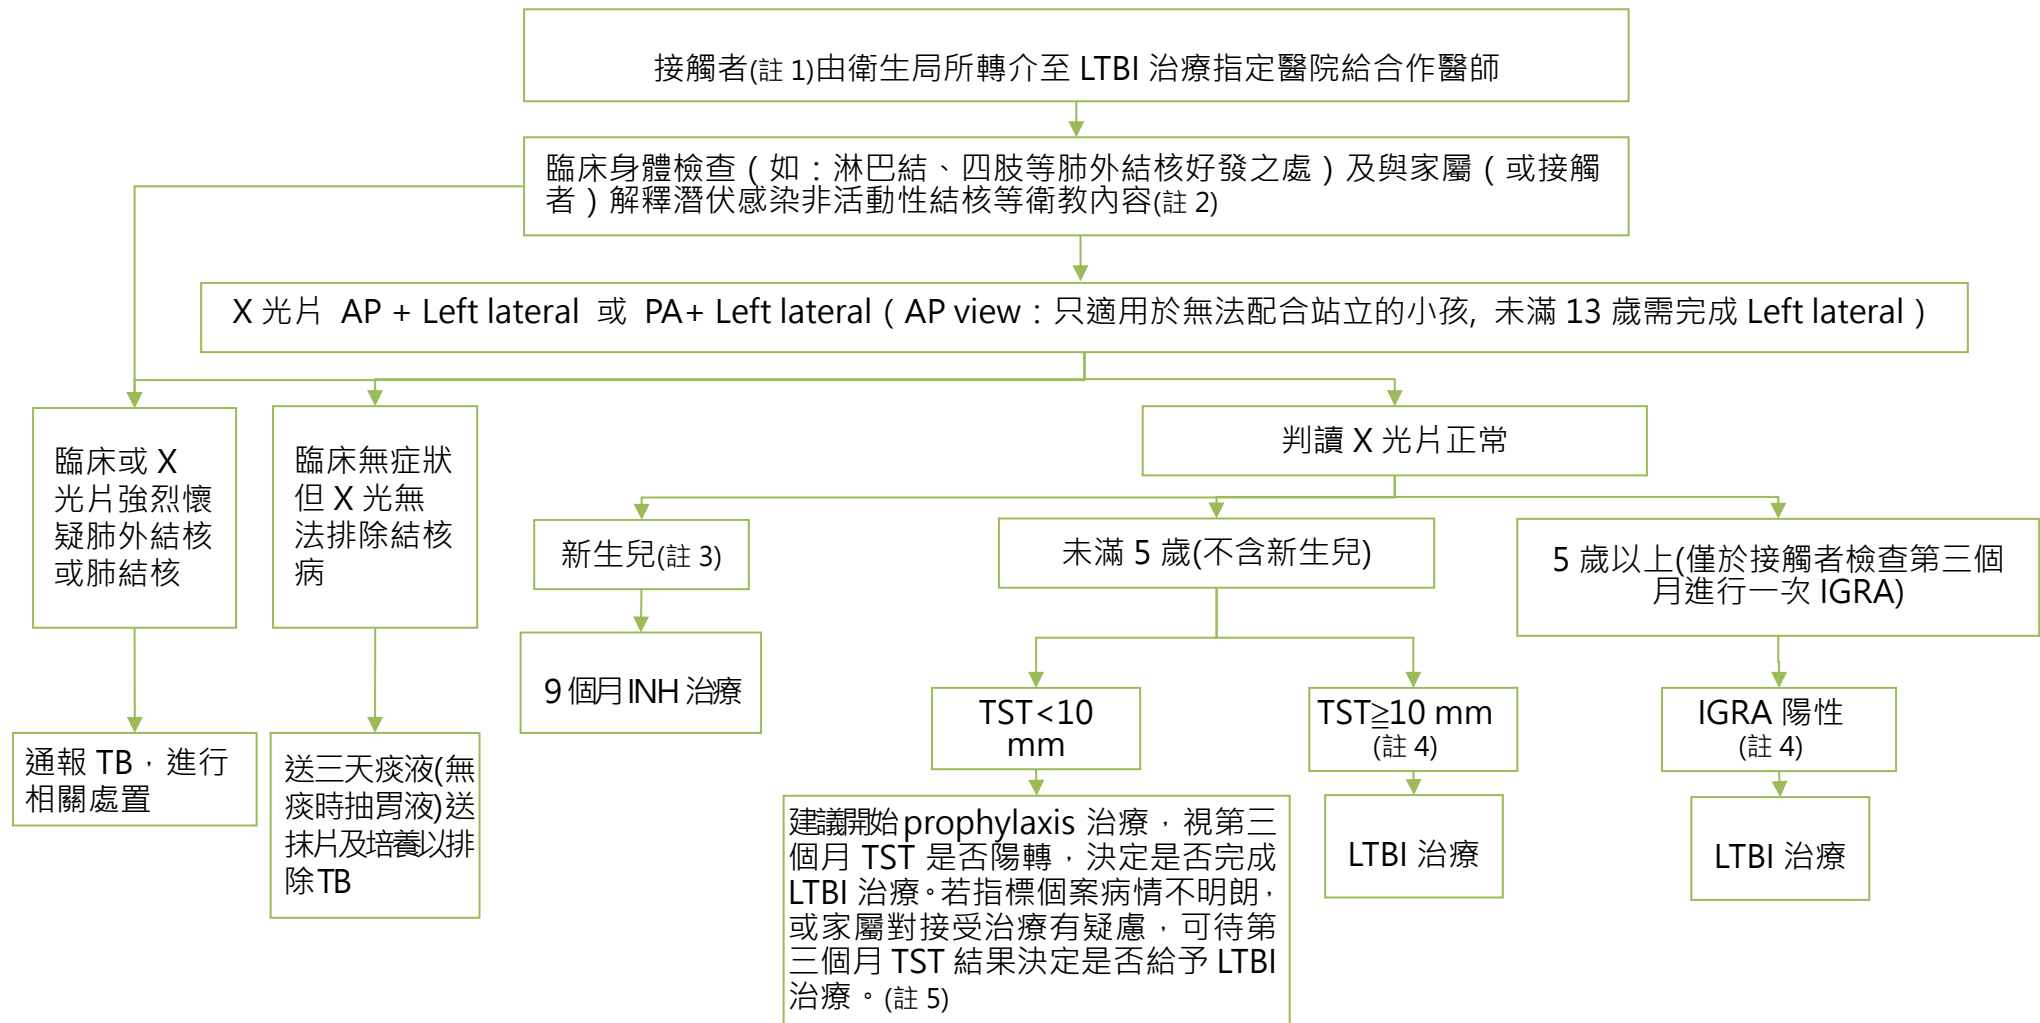 接觸者(註 1)由衛生局所轉介至 LTBI 治療指定醫院給合作醫師
臨床身體檢查（如：淋巴結、四肢等肺外結核好發之處）及與家屬（或接觸
者）解釋潛伏感染非活動性結核等衛教內容(註 2)
X 光片 AP + Left lateral 或 PA+ Left lateral（AP view：只適用於無法配合站立的小孩, 未滿 13 歲需完成 Left lateral）
臨床或 X
光片強烈懷
疑肺外結核
或肺結核
臨床無症狀
但 X 光無
法排除結核
病
判讀 X 光片正常
新生兒(註 3)
未滿 5 歲(不含新生兒)
5 歲以上(僅於接觸者檢查第三個
月進行一次 IGRA)
9 個月 INH 治療
TST<10
mm
TST≧10 mm
(註 4)
IGRA 陽性
(註 4)
通報 TB，進行
相關處置
送三天痰液(無
痰時抽胃液)送
抹片及培養以排
除 TB
建議開始 prophylaxis 治療，視第三
個月 TST 是否陽轉，決定是否完成
LTBI 治療。若指標個案病情不明朗，
或家屬對接受治療有疑慮，可待第
三個月 TST 結果決定是否給予 LTBI
治療。(註 5)
LTBI 治療
LTBI 治療